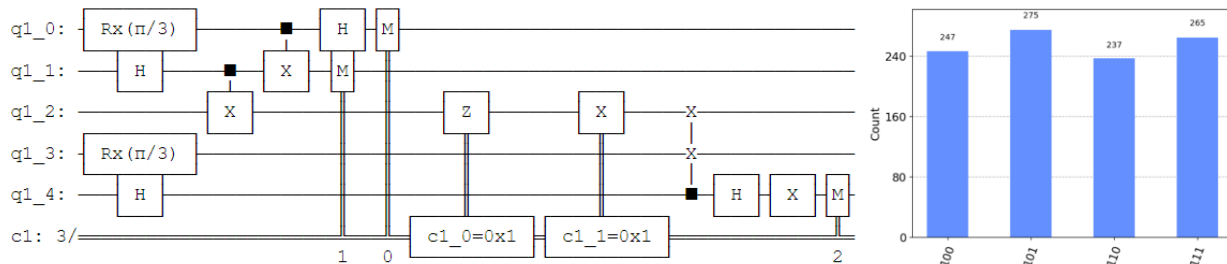 q1_0: Rx(π/3) ■ H M
q1_1: H ■ X M
q1_2: X Z X X
q1_3: Rx(π/3) X
q1_4: H ■ H X M
c1: 3/ c1_0=0x1 c1_1=0x1
1 0 2
275
265
247
237
240
160
80
0
Count
100 101 110 111